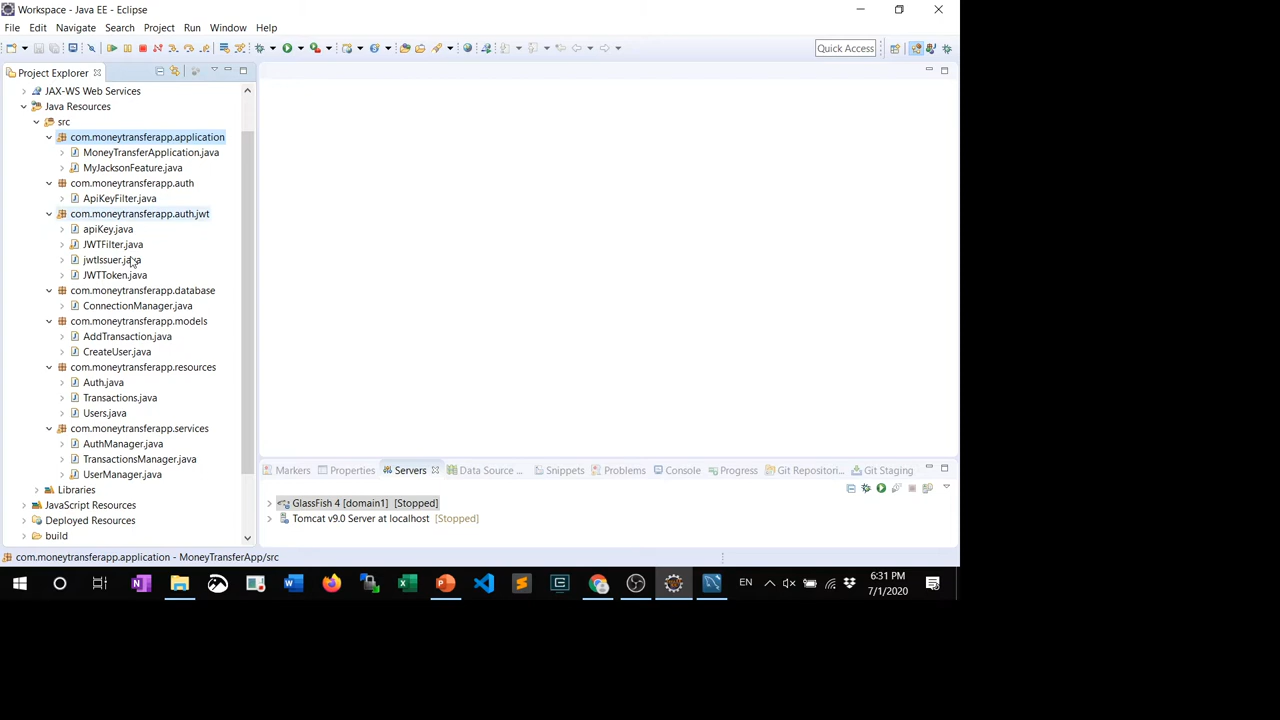 Workspace - Java EE - Eclipse
File Edit Navigate Search Project Run Window Help
Quick Access
Project Explorer
JAX-WS Web Services
Java Resources
src
com.moneytransferapp.application
MoneyTransferApplication.java
MyJacksonFeature.java
com.moneytransferapp.auth
ApiKeyFilter.java
com.moneytransferapp.auth.jwt
apiKey.java
JWTFilter.java
jwtIssuer.java
JWTToken.java
com.moneytransferapp.database
ConnectionManager.java
com.moneytransferapp.models
AddTransaction.java
CreateUser.java
com.moneytransferapp.resources
Auth.java
Transactions.java
Users.java
com.moneytransferapp.services
AuthManager.java
TransactionsManager.java
UserManager.java
Libraries
JavaScript Resources
Deployed Resources
build
Markers Properties Servers Data Source ... Snippets Problems Console Progress Git Repositori... Git Staging
GlassFish 4 [domain1] [Stopped]
Tomcat v9.0 Server at localhost [Stopped]
com.moneytransferapp.application - MoneyTransferApp/src
EN
6:31 PM
7/1/2020